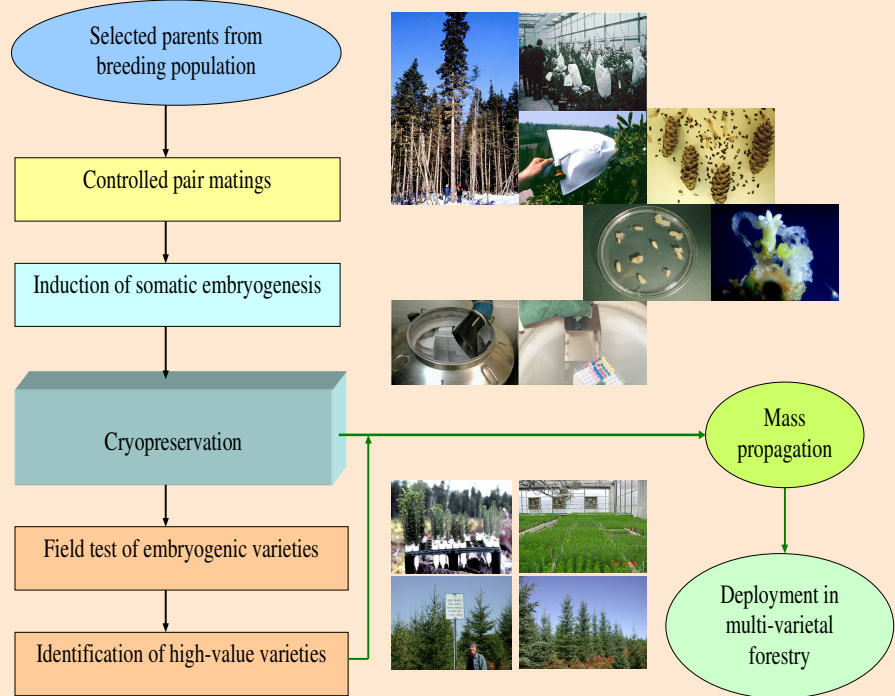 Selected parents from
breeding population
Controlled pair matings
Induction of somatic embryogenesis
Cryopreservation
Mass
propagation
Field test of embryogenic varieties
Identification of high-value varieties
Deployment in
multi-varietal
forestry